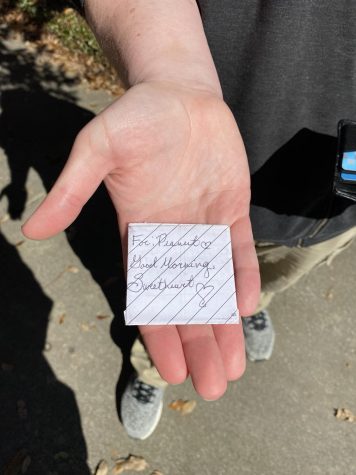 For, Peanut ♡
Good Morning,
Sweetheart ♡